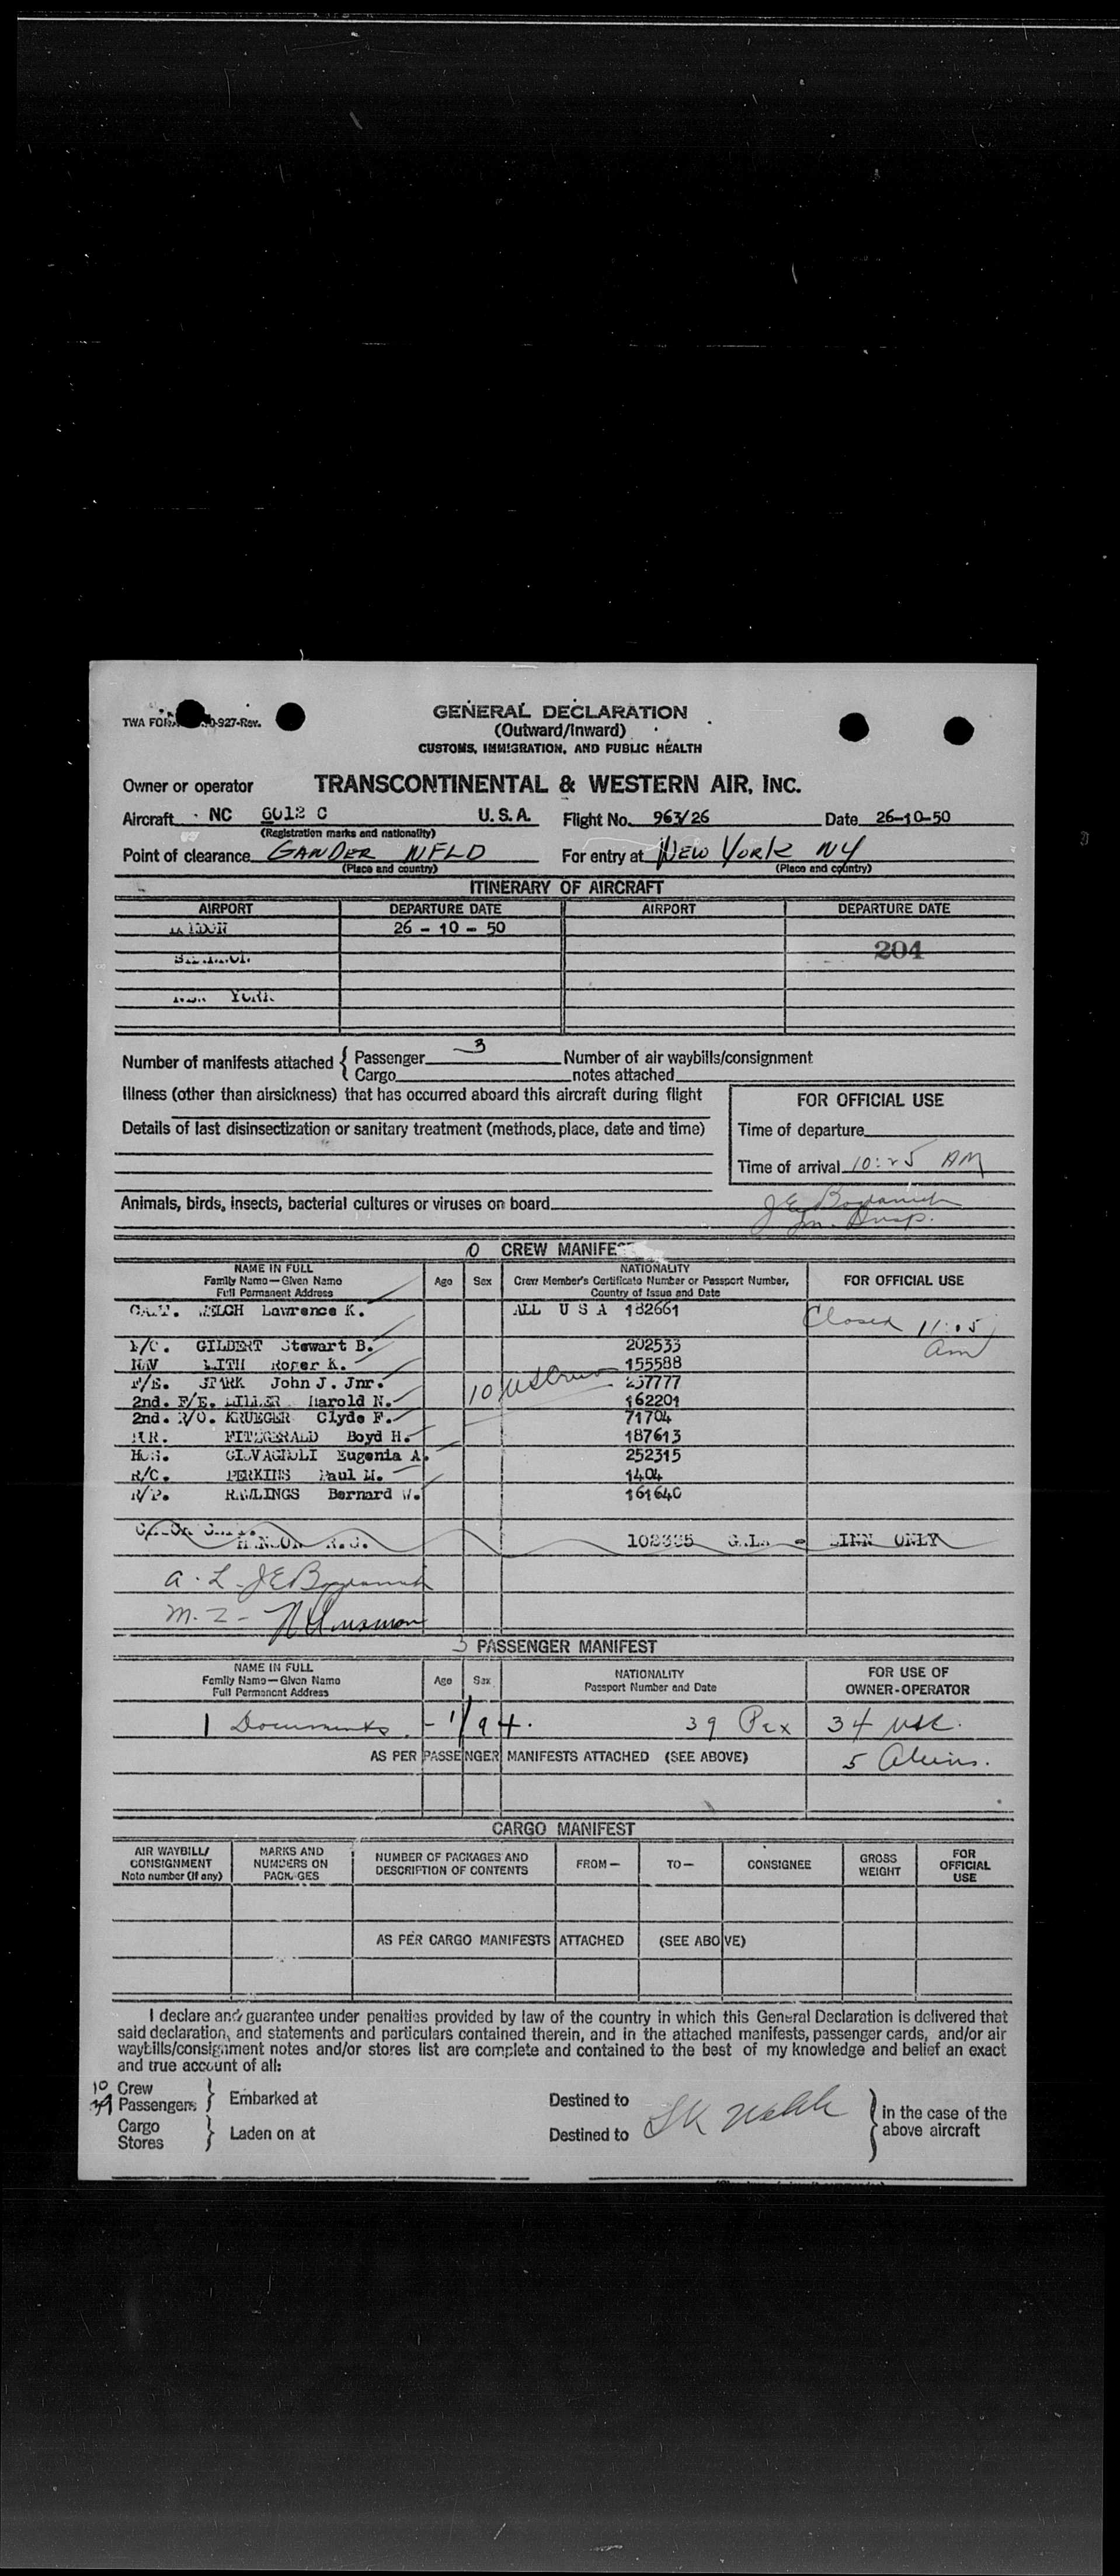 GENERAL DECLARATION
(Outward/Inward)
CUSTOMS, IMMIGRATION, AND PUBLIC HEALTH
TWA FORM 927-Rev.
Owner or operator TRANSCONTINENTAL & WESTERN AIR, INC.
Aircraft NC 6012 C U.S.A. Flight No. 963/26 Date 26-10-50
(Registration marks and nationality)
Point of clearance GANDER NFLD For entry at NEW YORK NY
(Place and country) (Place and country)
ITINERARY OF AIRCRAFT
AIRPORT DEPARTURE DATE AIRPORT DEPARTURE DATE
26 - 10 - 50
204
YORK
Number of manifests attached { Passenger 3 Number of air waybills/consignment
Cargo notes attached
Illness (other than airsickness) that has occurred aboard this aircraft during flight
FOR OFFICIAL USE
Details of last disinsectization or sanitary treatment (methods, place, date and time)
Time of departure
Time of arrival 10:25 AM
Animals, birds, insects, bacterial cultures or viruses on board
10 CREW MANIFEST
NAME IN FULL
Family Name—Given Name
Full Permanent Address
Age Sex
NATIONALITY
Crew Member's Certificate Number or Passport Number,
Country of Issue and Date
FOR OFFICIAL USE
CAPT. WELCH Lawrence K. ALL U S A 182661
Closed 11:05 am
F/C. GILBERT Stewart B. 202533
NAV Roger K. 155588
F/E. John J. Jnr. 257777
10 US Crew
2nd. F/E. MILLER Harold N. 162201
2nd. R/O. KRUEGER Clyde F. 71704
PUR. FITZGERALD Boyd H. 187613
HOS. Eugenia A. 252315
R/C. PERKINS Paul M. 1404
R/P. RAWLINGS Bernard W. 161640
ONLY
3 PASSENGER MANIFEST
NAME IN FULL
Family Name—Given Name
Full Permanent Address
Age Sex
NATIONALITY
Passport Number and Date
FOR USE OF
OWNER-OPERATOR
1 Documents. 39 Pax 34 USC.
AS PER PASSENGER MANIFESTS ATTACHED (SEE ABOVE)
5 Aliens.
CARGO MANIFEST
AIR WAYBILL/
CONSIGNMENT
Note number (if any)
MARKS AND
NUMBERS ON
PACKAGES
NUMBER OF PACKAGES AND
DESCRIPTION OF CONTENTS
FROM— TO— CONSIGNEE
GROSS
WEIGHT
FOR
OFFICIAL
USE
AS PER CARGO MANIFESTS ATTACHED (SEE ABOVE)
I declare and guarantee under penalties provided by law of the country in which this General Declaration is delivered that
said declaration, and statements and particulars contained therein, and in the attached manifests, passenger cards, and/or air
waybills/consignment notes and/or stores list are complete and contained to the best of my knowledge and belief an exact
and true account of all:
10 Crew
39 Passengers } Embarked at Destined to
Cargo
Stores } Laden on at Destined to
in the case of the
above aircraft